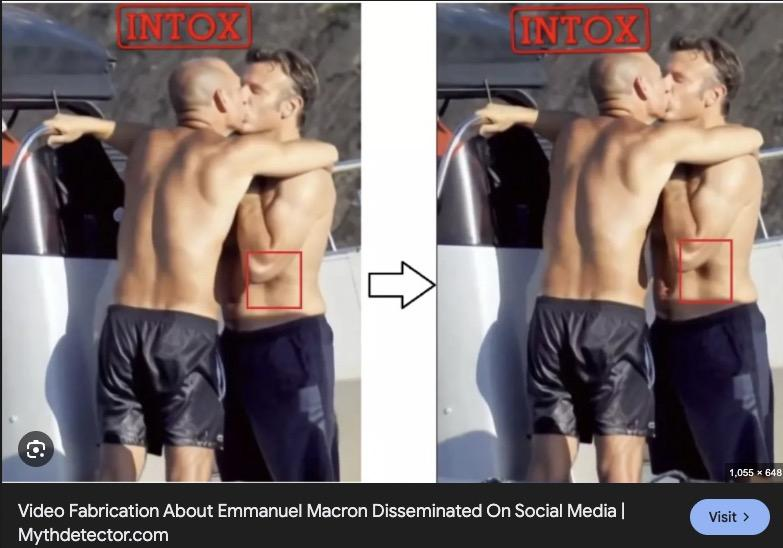 INTOX
INTOX
1,055 × 648
Video Fabrication About Emmanuel Macron Disseminated On Social Media |
Mythdetector.com
Visit >